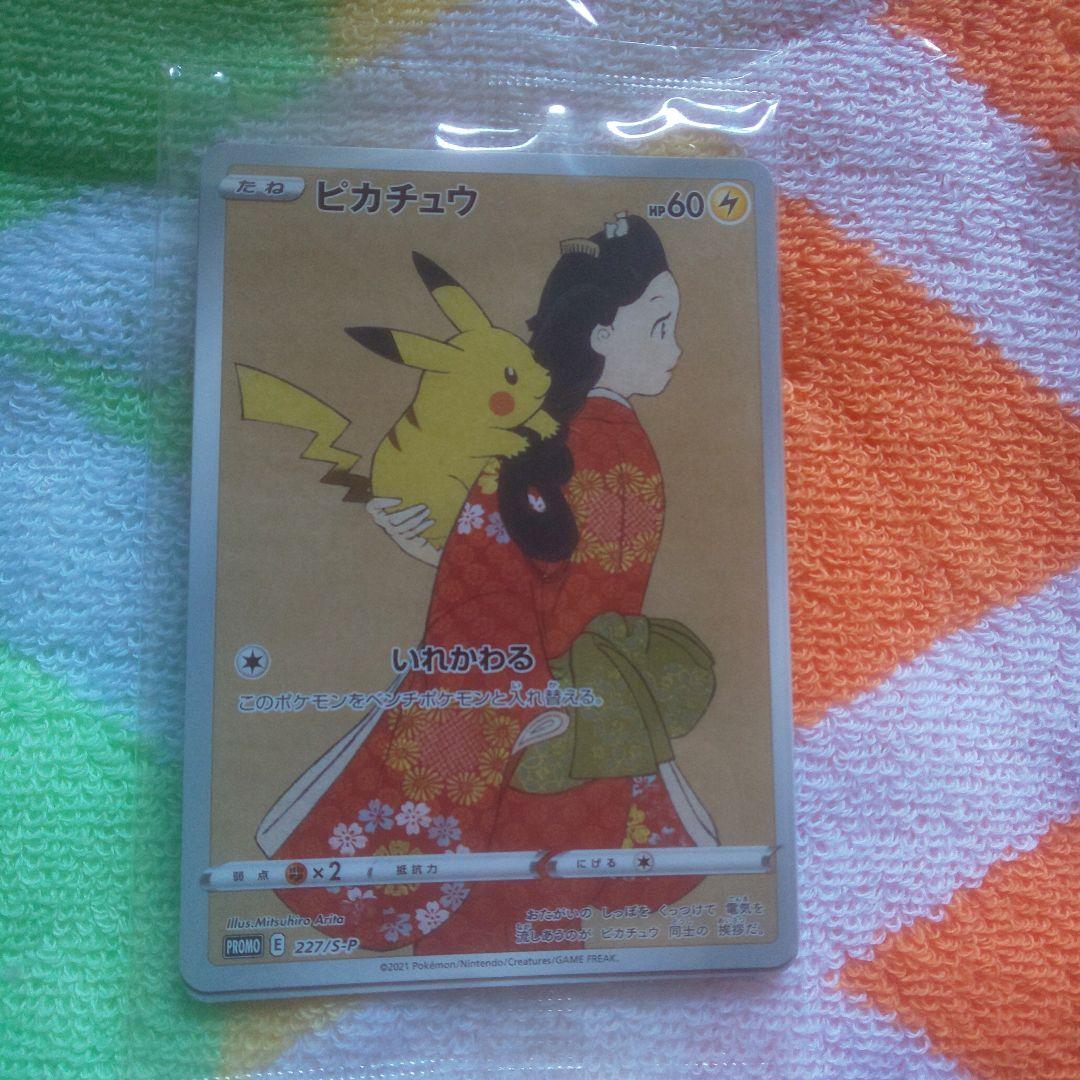 たね ピカチュウ HP60
いれかわる
このポケモンをベンチポケモンと入れ替える。
弱点 ×2 抵抗力 にげる
Illus.Mitsuhiro Arita
おたがいの しっぽを くっつけて 電気を
流しあうのが ピカチュウ 同士の 挨拶だ。
PROMO E 227/S-P
©2021 Pokémon/Nintendo/Creatures/GAME FREAK.